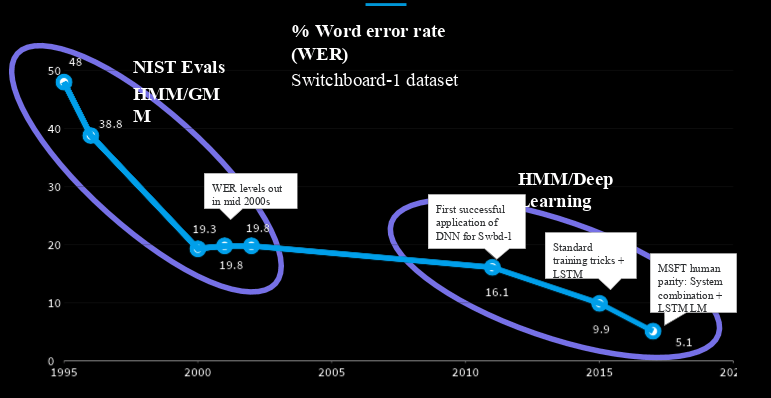 % Word error rate
(WER)
Switchboard-1 dataset
NIST Evals
HMM/GM
M
HMM/Deep
Learning
WER levels out
in mid 2000s
First successful
application of
DNN for Swbd-1
Standard
training tricks +
LSTM
MSFT human
parity: System
combination +
LSTM LM
48
38.8
19.3
19.8
19.8
16.1
9.9
5.1
50
40
30
20
10
0
1995
2000
2005
2010
2015